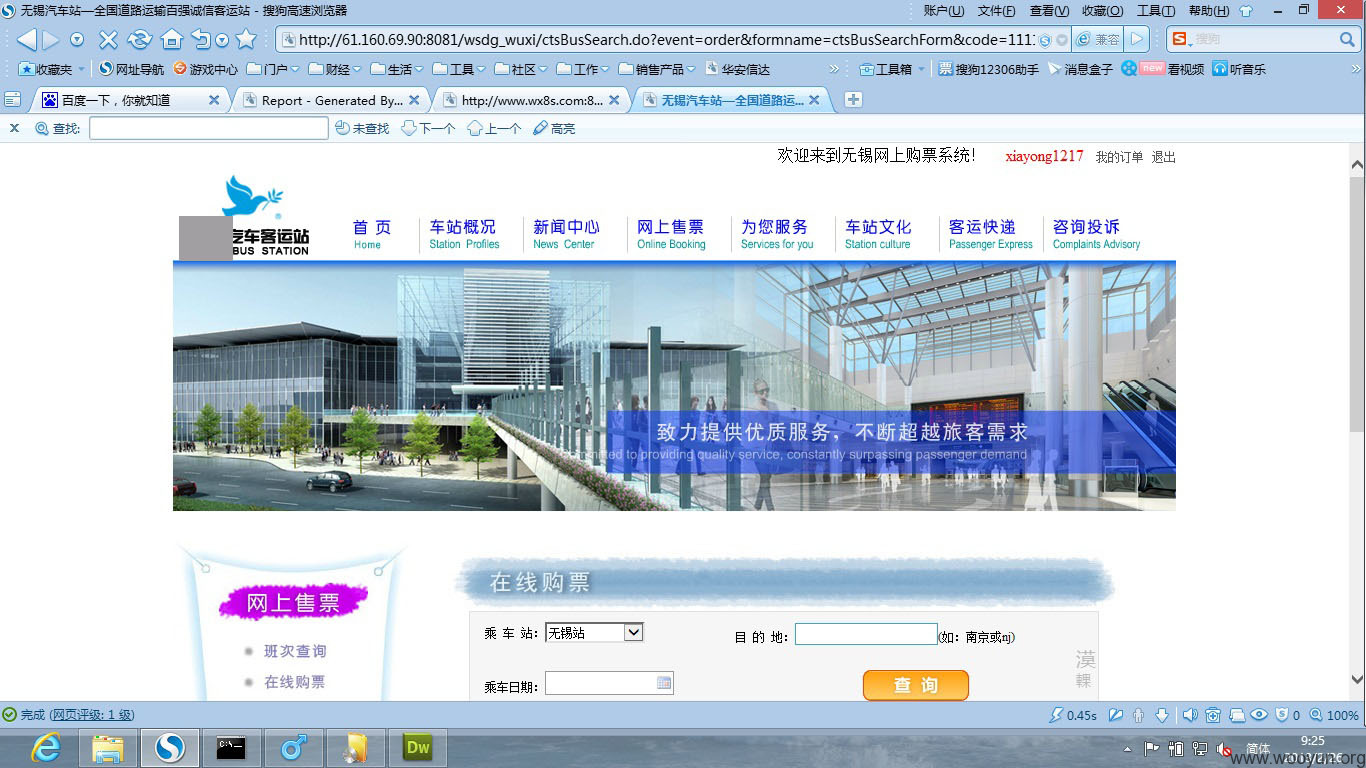 无锡汽车站—全国道路运输百强诚信客运站 - 搜狗高速浏览器
账户(U) 文件(F) 查看(V) 收藏(O) 工具(T) 帮助(H)
http://61.160.69.90:8081/wsdg_wuxi/ctsBusSearch.do?event=order&formname=ctsBusSearchForm&code=111 兼容 搜狗
收藏夹 网址导航 游戏中心 门户 财经 生活 工具 社区 工作 销售产品 华安信达 » 工具箱 搜狗12306助手 消息盒子 new 看视频 听音乐 »
百度一下，你就知道 Report - Generated By... http://www.wx8s.com:8... 无锡汽车站—全国道路运...
查找: 未查找 下一个 上一个 高亮
欢迎来到无锡网上购票系统! xiayong1217 我的订单 退出
汽车客运站
BUS STATION
首 页 车站概况 新闻中心 网上售票 为您服务 车站文化 客运快递 咨询投诉
Home Station Profiles News Center Online Booking Services for you Station culture Passenger Express Complaints Advisory
致力提供优质服务，不断超越旅客需求
committed to providing quality service, constantly surpassing passenger demand
网上售票
班次查询
在线购票
在线购票
乘 车 站： 无锡站 目 的 地： (如：南京或nj)
乘车日期： 查 询
漠
完成 (网页评级: 1 级) 0.45s 0 100%
Dw C:\ 简体 9:25
www.wooyun.org